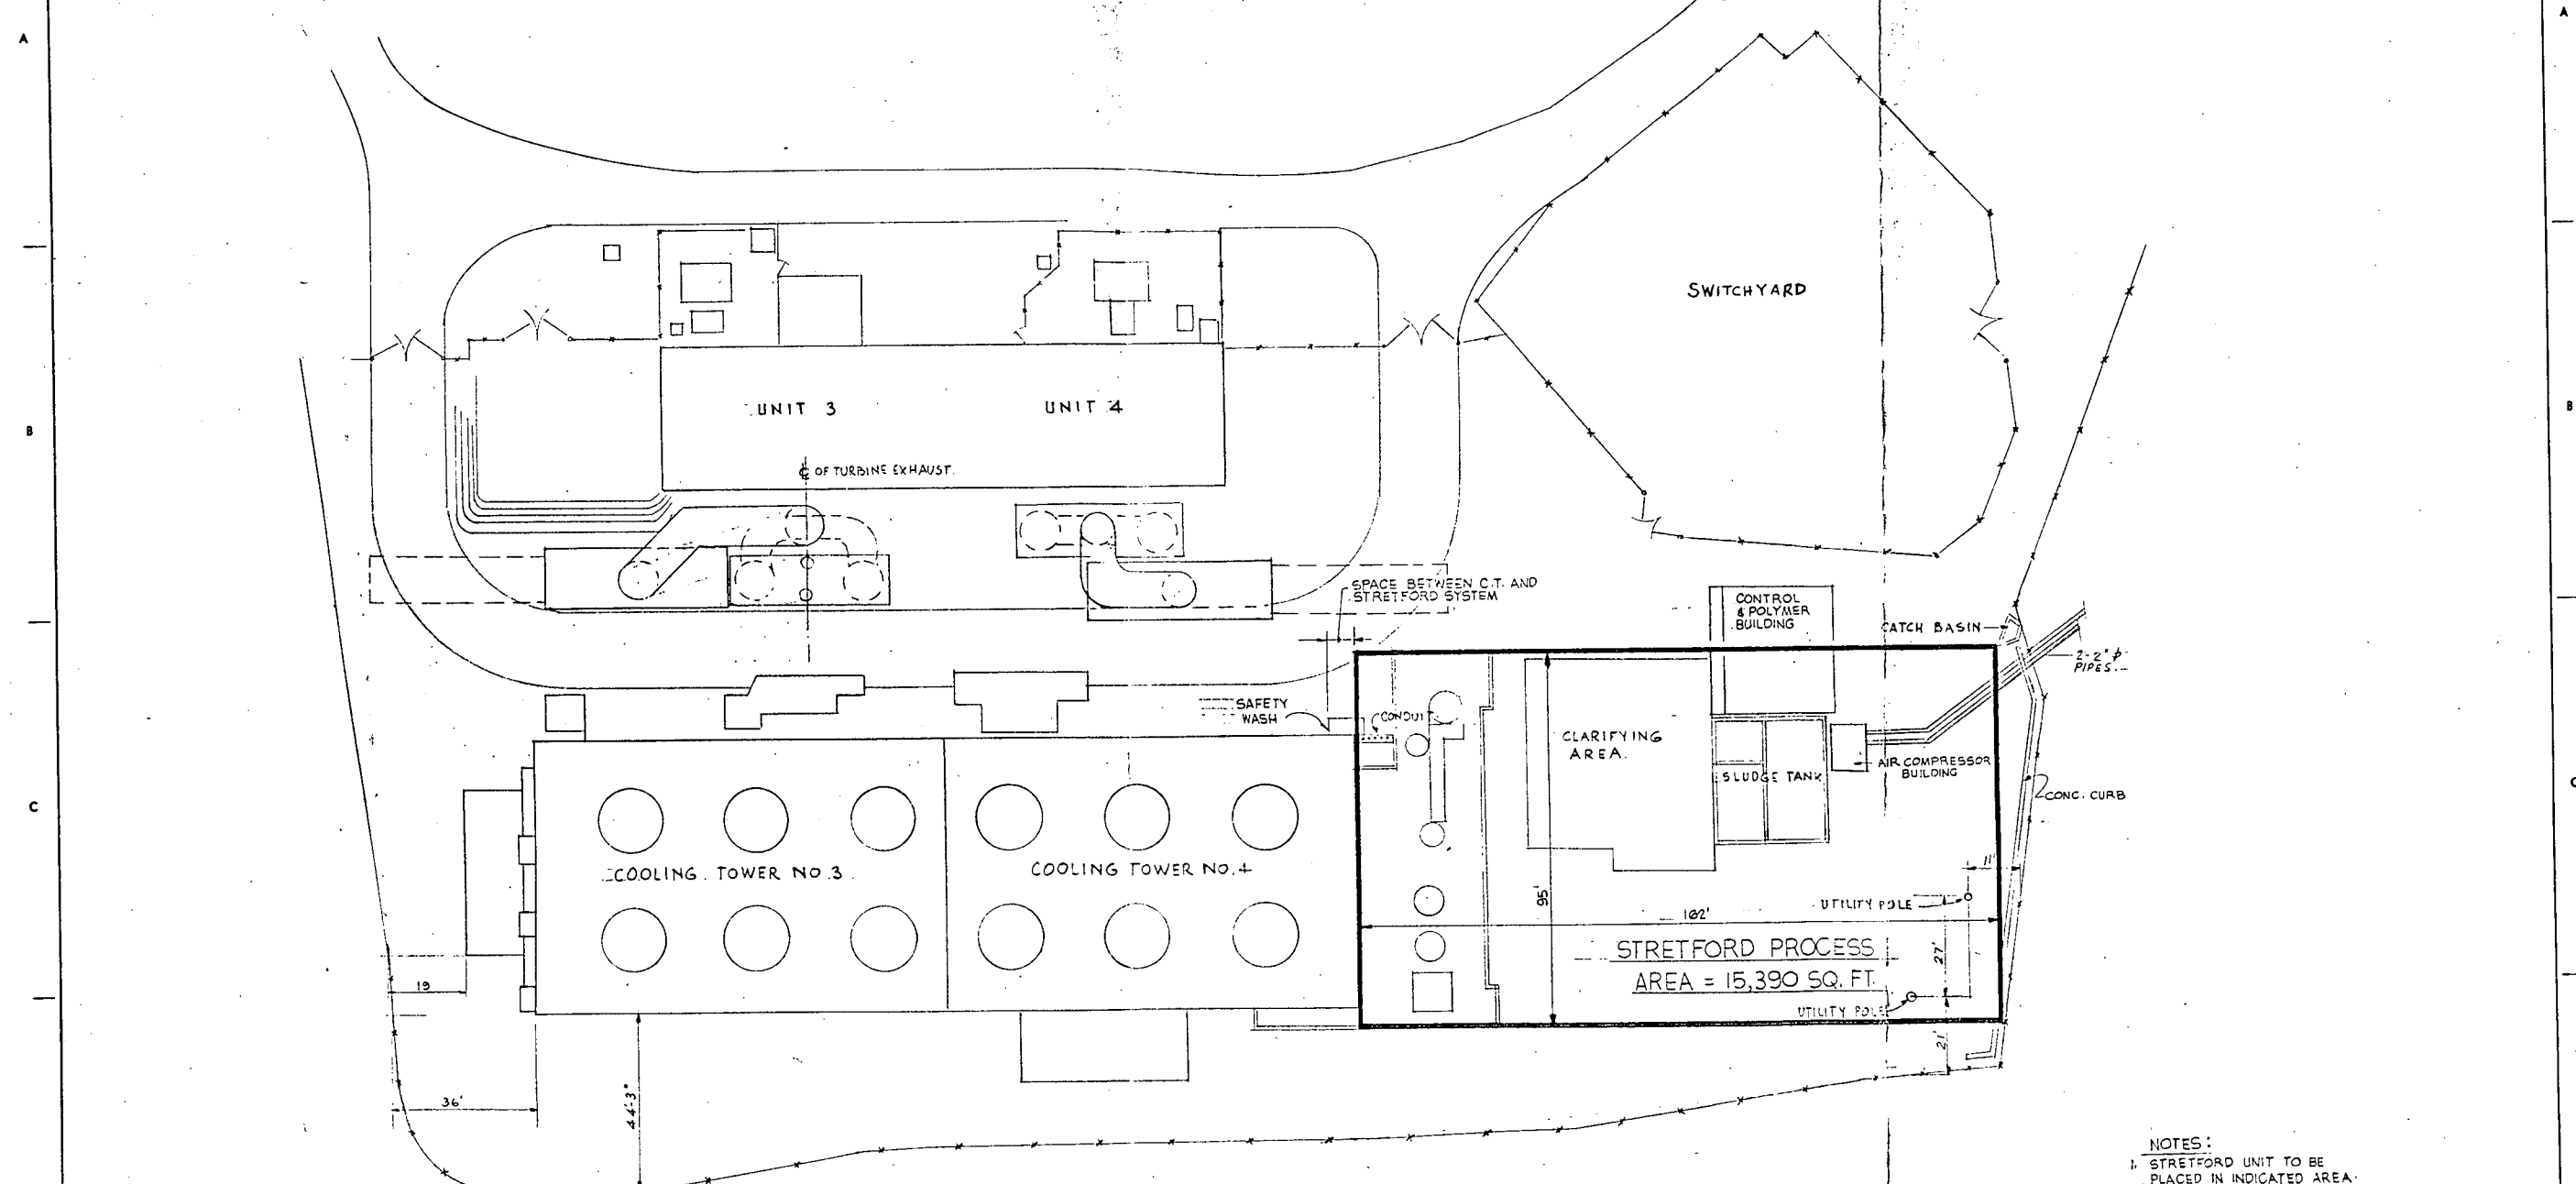 A
A
SWITCHYARD
UNIT 3
UNIT 4
B
B
℄ OF TURBINE EXHAUST.
SPACE BETWEEN C.T. AND
STRETFORD SYSTEM
CONTROL
& POLYMER
BUILDING
CATCH BASIN
2-2" φ
PIPES
SAFETY
WASH
CONDUIT
CLARIFYING
AREA.
SLUDGE TANK
AIR COMPRESSOR
BUILDING
CONC. CURB
C
C
COOLING TOWER NO.3
COOLING TOWER NO.4
11'
95'
UTILITY POLE
162'
STRETFORD PROCESS
AREA = 15,390 SQ. FT.
27'
UTILITY POLE
21'
19
36'
44'-3"
NOTES:
1. STRETFORD UNIT TO BE
PLACED IN INDICATED AREA.